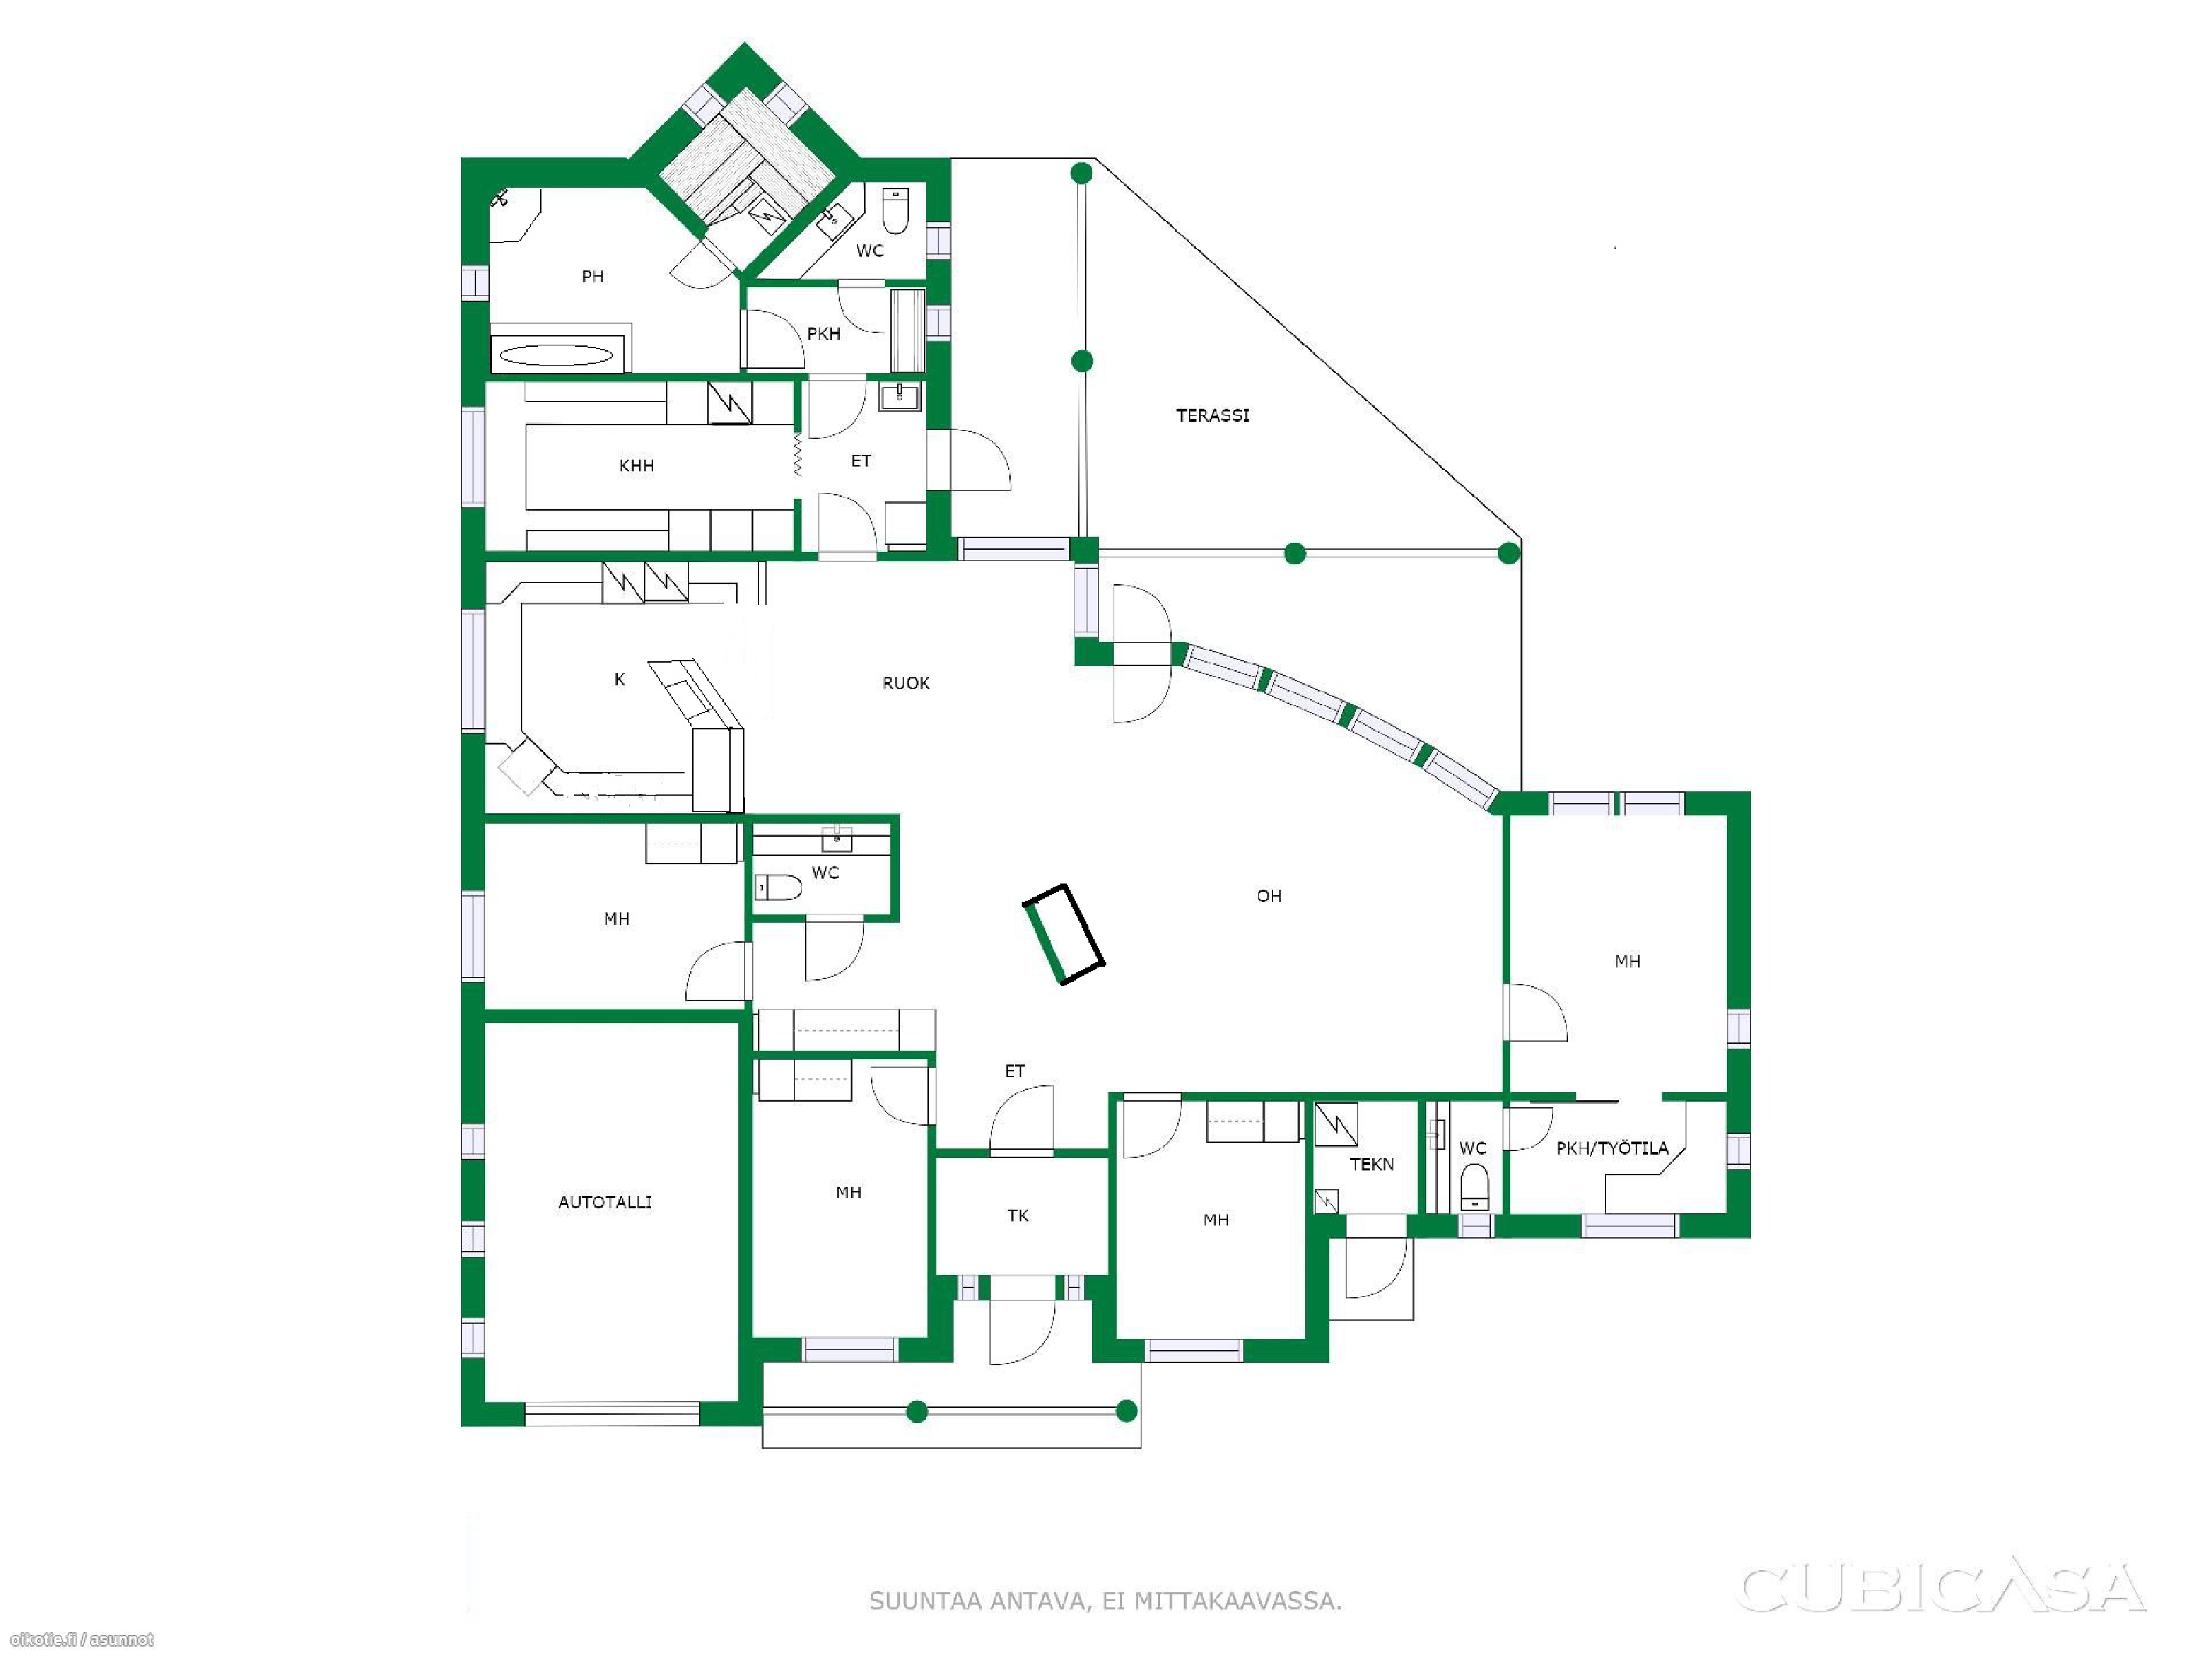 WC
PH
PKH
TERASSI
KHH
ET
K
RUOK
WC
OH
MH
MH
ET
PKH/TYÖTILA
WC
TEKN
MH
AUTOTALLI
TK
MH
SUUNTAA ANTAVA, EI MITTAKAAVASSA.
CUBICASA
oikotie.fi / asunnot